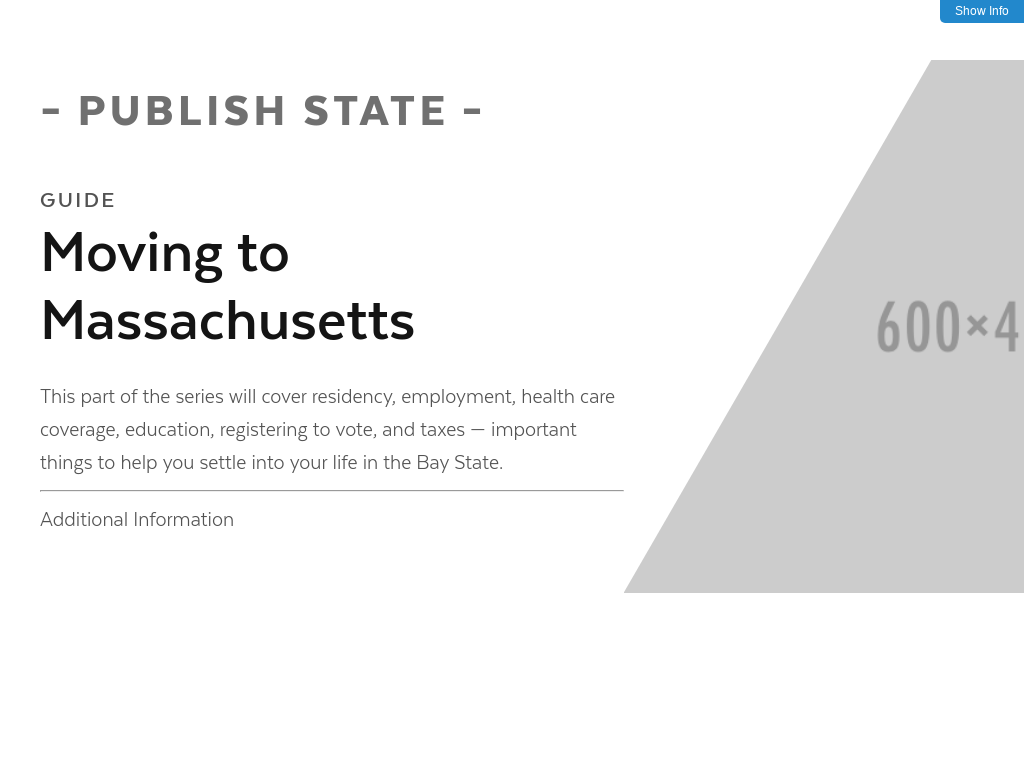 Show Info
- PUBLISH STATE -
GUIDE
Moving to
Massachusetts
This part of the series will cover residency, employment, health care
coverage, education, registering to vote, and taxes — important
things to help you settle into your life in the Bay State.
Additional Information
600×4